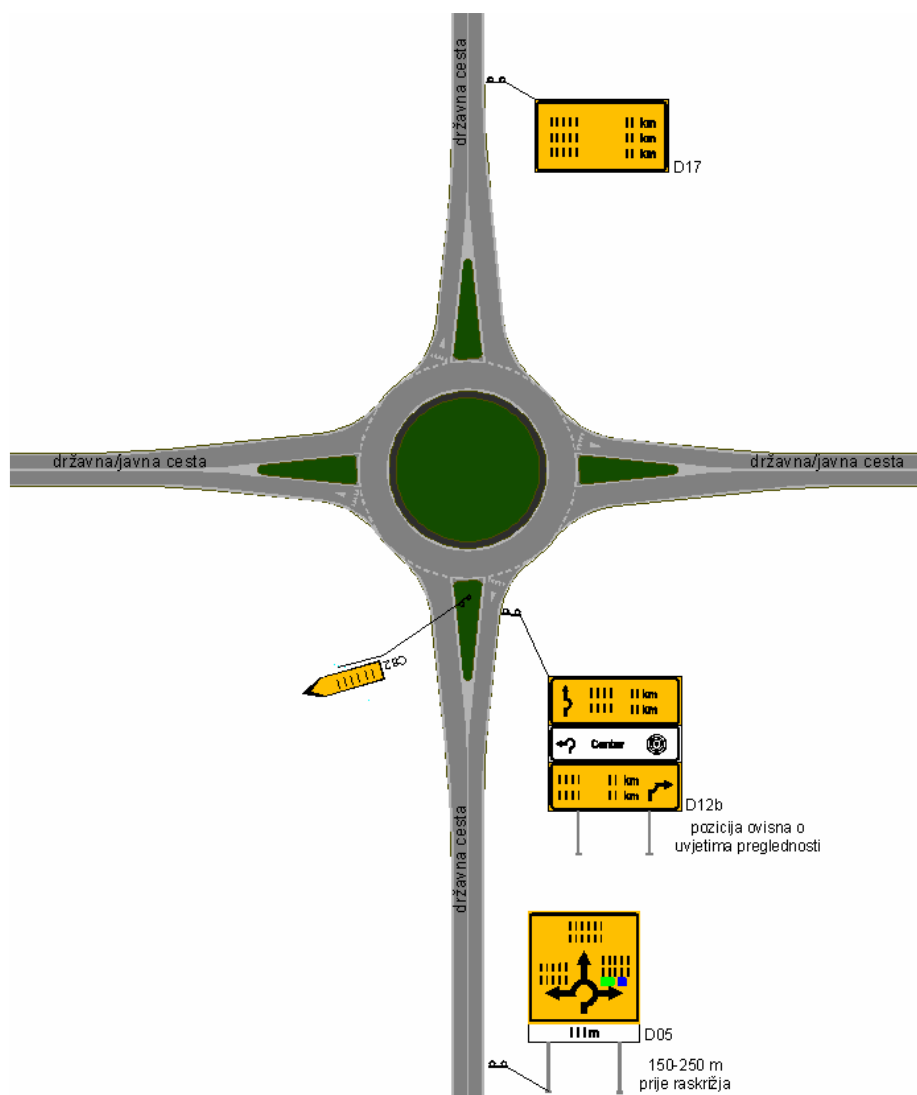 državna cesta
km
km
km
D17
državna/javna cesta
državna/javna cesta
C82
km
km
Center
km
km
D12b
pozicija ovisna o
uvjetima preglednosti
državna cesta
m
D05
150-250 m
prije raskrižja